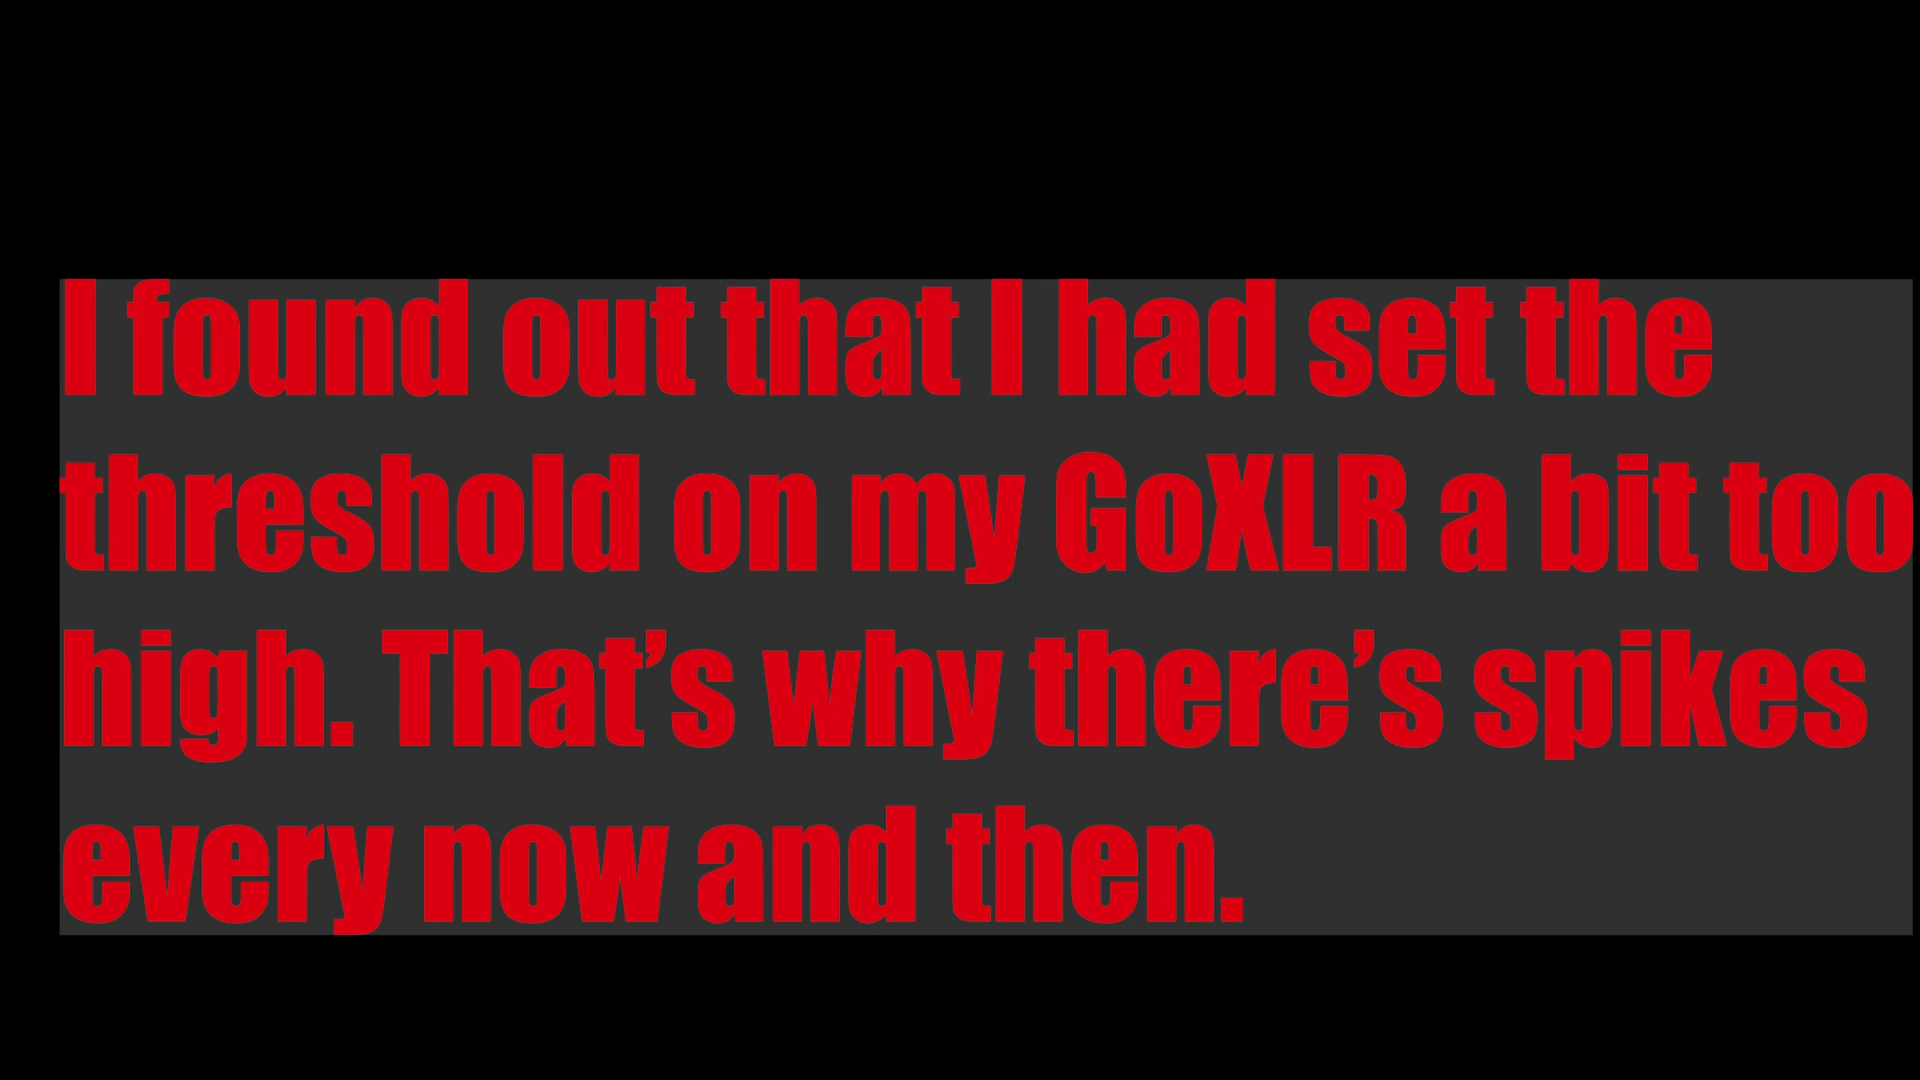 I found out that I had set the
threshold on my GoXLR a bit too
high. That’s why there’s spikes
every now and then.